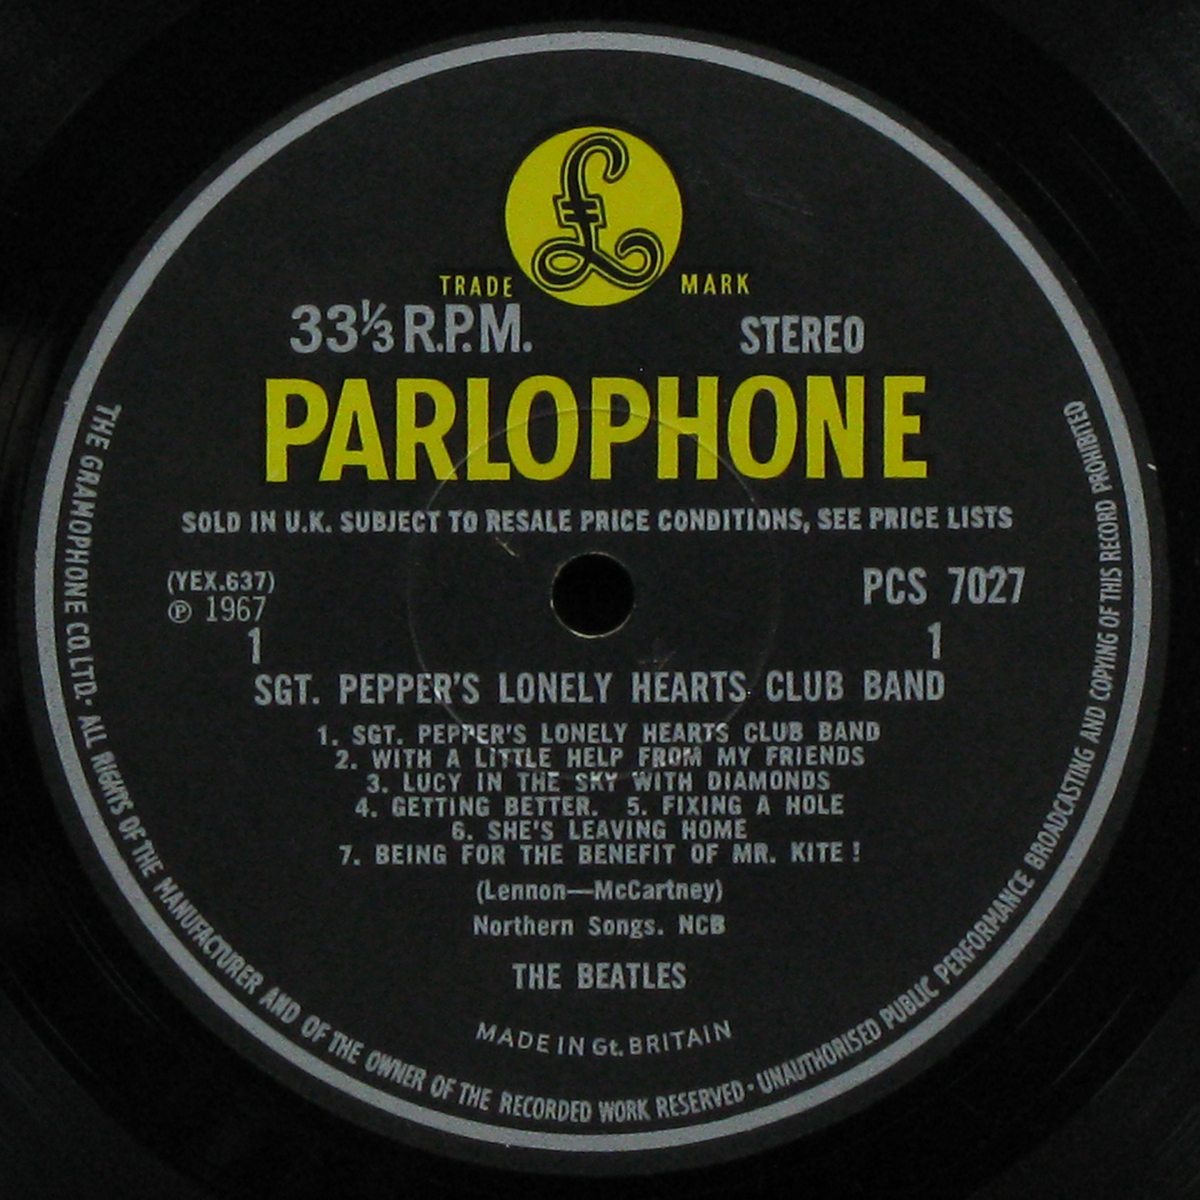 £
TRADE MARK
33⅓ R.P.M. STEREO
PARLOPHONE
SOLD IN U.K. SUBJECT TO RESALE PRICE CONDITIONS, SEE PRICE LISTS
(YEX.637) PCS 7027
℗ 1967
1 1
SGT. PEPPER'S LONELY HEARTS CLUB BAND
1. SGT. PEPPER'S LONELY HEARTS CLUB BAND
2. WITH A LITTLE HELP FROM MY FRIENDS
3. LUCY IN THE SKY WITH DIAMONDS
4. GETTING BETTER. 5. FIXING A HOLE
6. SHE'S LEAVING HOME
7. BEING FOR THE BENEFIT OF MR. KITE!
(Lennon—McCartney)
Northern Songs. NCB
THE BEATLES
MADE IN Gt. BRITAIN
THE GRAMOPHONE CO. LTD. · ALL RIGHTS OF THE MANUFACTURER AND OF THE OWNER OF THE RECORDED WORK RESERVED · UNAUTHORISED PUBLIC PERFORMANCE BROADCASTING AND COPYING OF THIS RECORD PROHIBITED